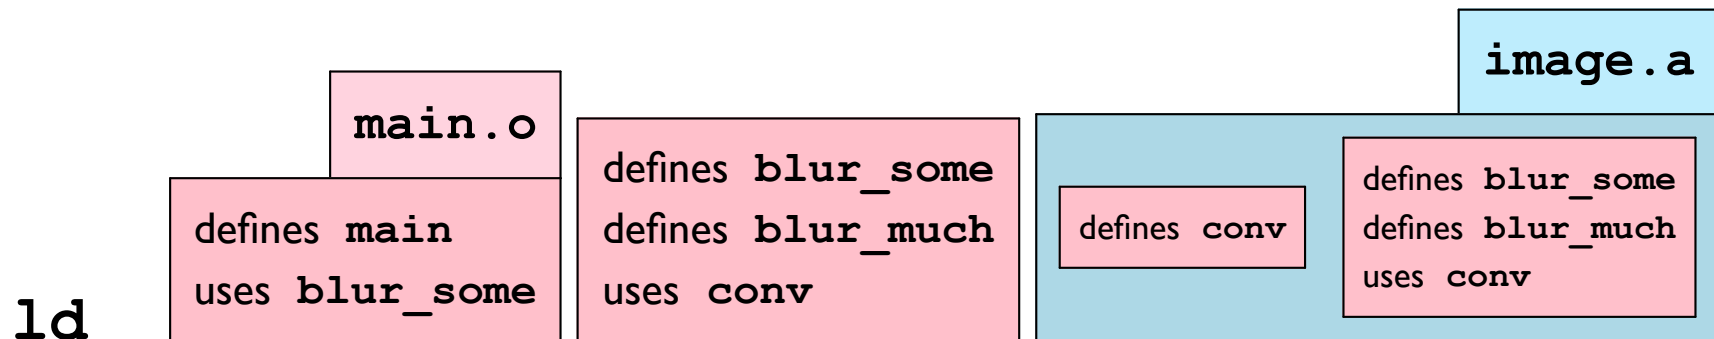 ld
main.o
defines main
uses blur_some
defines blur_some
defines blur_much
uses conv
image.a
defines conv
defines blur_some
defines blur_much
uses conv